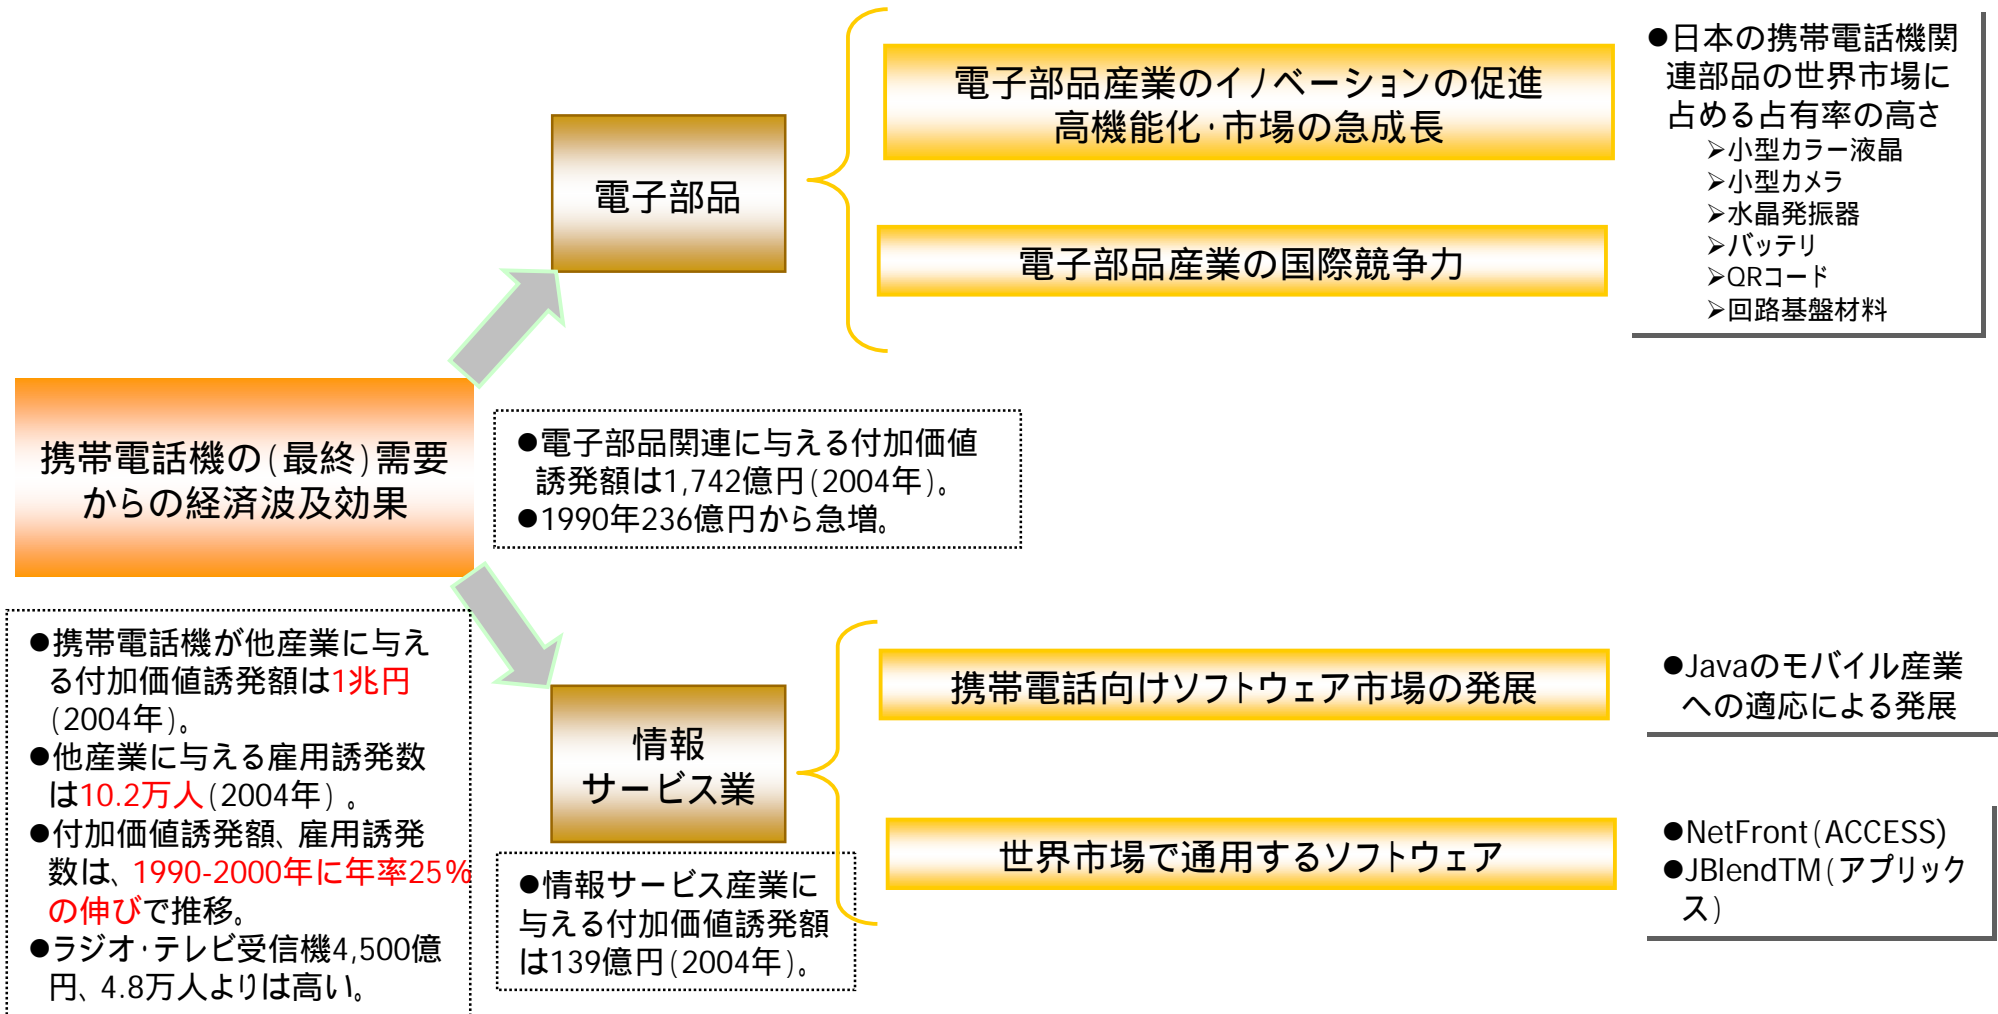 電子部品産業のイノベーションの促進
高機能化・市場の急成長
電子部品
電子部品産業の国際競争力
●日本の携帯電話機関
連部品の世界市場に
占める占有率の高さ
➢小型カラー液晶
➢小型カメラ
➢水晶発振器
➢バッテリ
➢QRコード
➢回路基盤材料
携帯電話機の(最終)需要
からの経済波及効果
●電子部品関連に与える付加価値
誘発額は1,742億円(2004年)。
●1990年236億円から急増。
●携帯電話機が他産業に与え
る付加価値誘発額は1兆円
(2004年)。
●他産業に与える雇用誘発数
は10.2万人(2004年) 。
●付加価値誘発額、雇用誘発
数は、1990-2000年に年率25%
の伸びで推移。
●ラジオ・テレビ受信機4,500億
円、4.8万人よりは高い。
情報
サービス業
●情報サービス産業に
与える付加価値誘発額
は139億円(2004年)。
携帯電話向けソフトウェア市場の発展
世界市場で通用するソフトウェア
●Javaのモバイル産業
への適応による発展
●NetFront(ACCESS)
●JBlendTM(アプリック
ス)